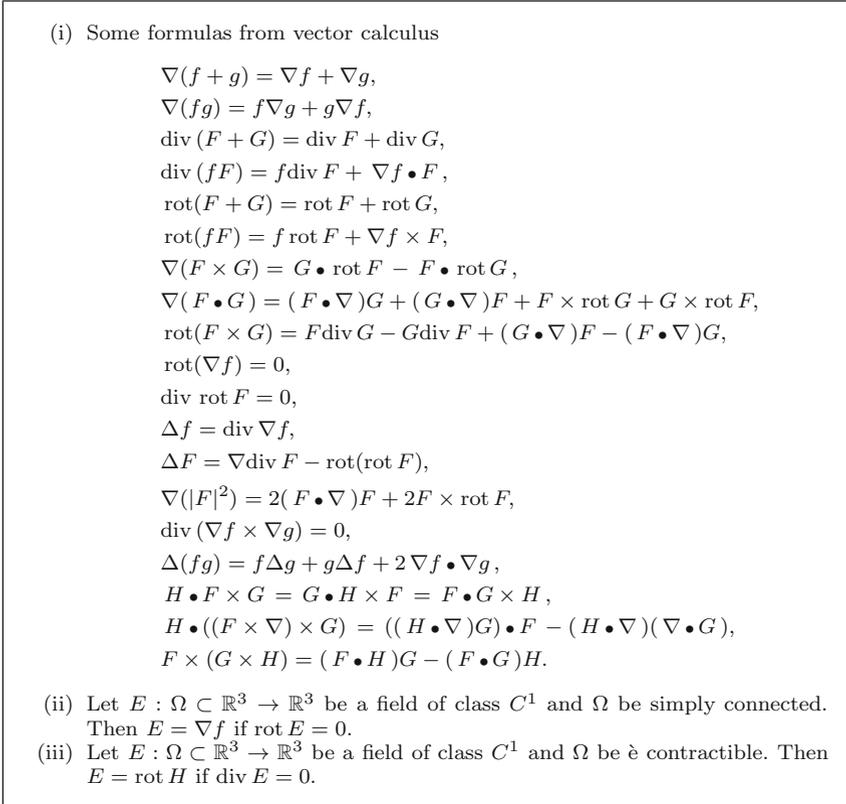 (i) Some formulas from vector calculus
∇(f + g) = ∇f + ∇g,
∇(fg) = f∇g + g∇f,
div (F + G) = div F + div G,
div (fF) = fdiv F + ∇f • F ,
rot(F + G) = rot F + rot G,
rot(fF) = f rot F + ∇f × F,
∇(F × G) = G • rot F − F • rot G ,
∇( F • G ) = ( F • ∇ )G + ( G • ∇ )F + F × rot G + G × rot F,
rot(F × G) = Fdiv G − Gdiv F + ( G • ∇ )F − ( F • ∇ )G,
rot(∇f) = 0,
div rot F = 0,
Δf = div ∇f,
ΔF = ∇div F − rot(rot F),
∇(|F|²) = 2( F • ∇ )F + 2F × rot F,
div (∇f × ∇g) = 0,
Δ(fg) = fΔg + gΔf + 2 ∇f • ∇g ,
H • F × G = G • H × F = F • G × H ,
H • ((F × ∇) × G) = (( H • ∇ )G) • F − ( H • ∇ )( ∇ • G ),
F × (G × H) = ( F • H )G − ( F • G )H.
(ii) Let E : Ω ⊂ ℝ³ → ℝ³ be a field of class C¹ and Ω be simply connected.
Then E = ∇f if rot E = 0.
(iii) Let E : Ω ⊂ ℝ³ → ℝ³ be a field of class C¹ and Ω be è contractible. Then
E = rot H if div E = 0.